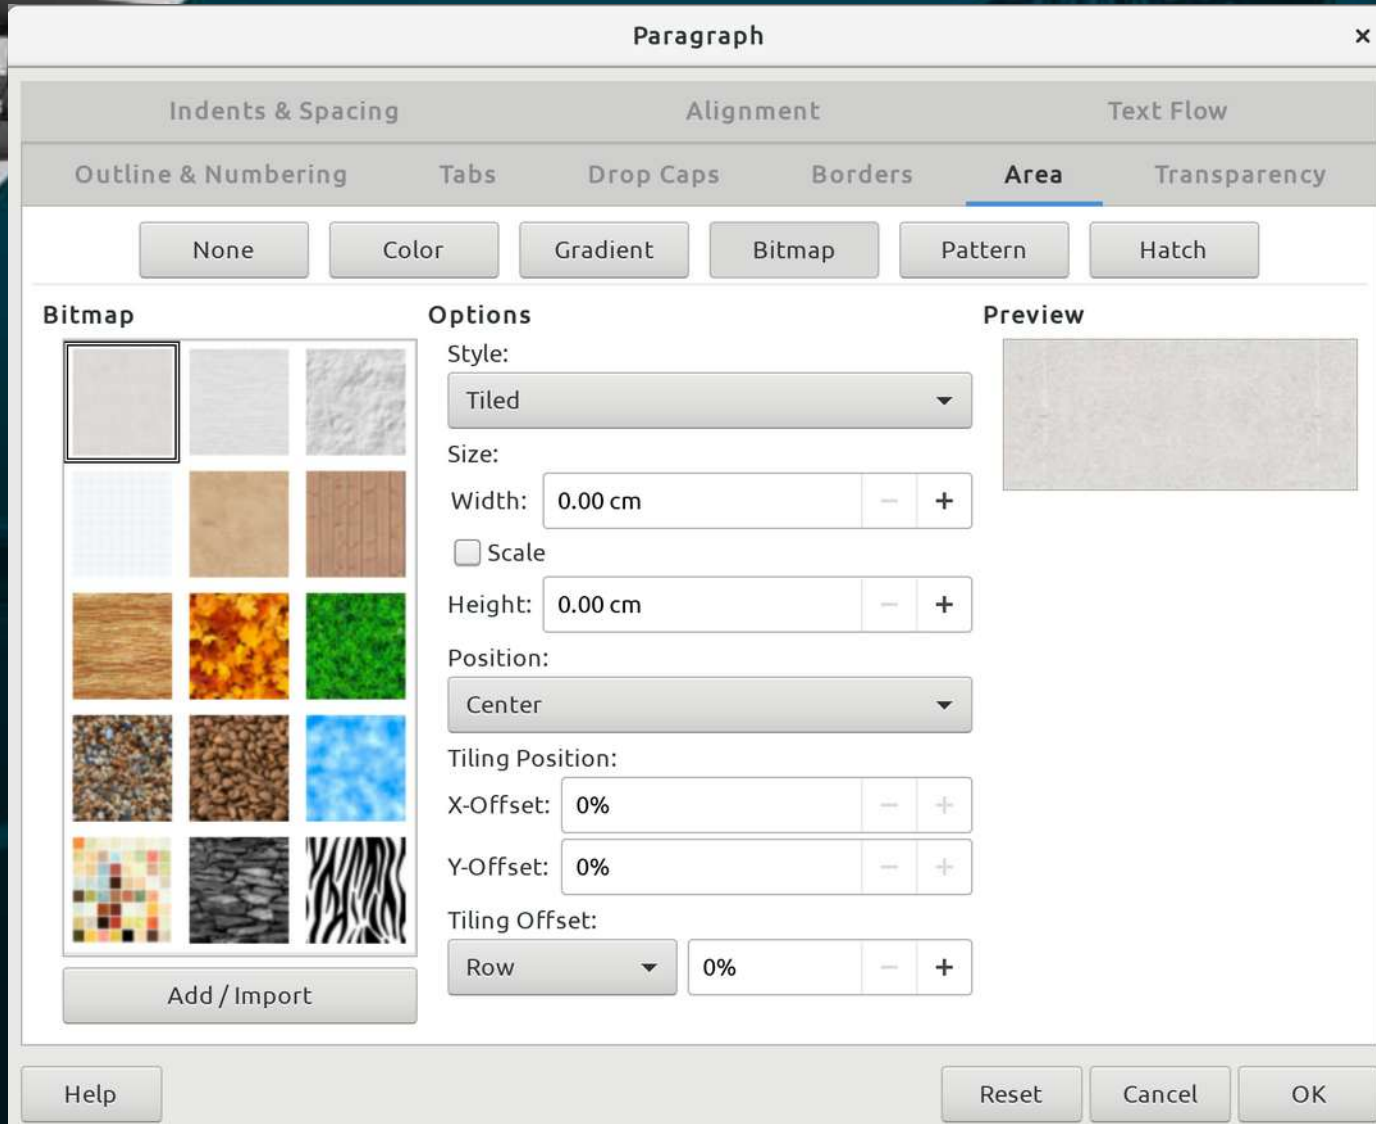 Paragraph
Indents & Spacing Alignment Text Flow
Outline & Numbering Tabs Drop Caps Borders Area Transparency
None Color Gradient Bitmap Pattern Hatch
Bitmap Options Preview
Style:
Tiled
Size:
Width: 0.00 cm
Scale
Height: 0.00 cm
Position:
Center
Tiling Position:
X-Offset: 0%
Y-Offset: 0%
Tiling Offset:
Row 0%
Add / Import
Help Reset Cancel OK